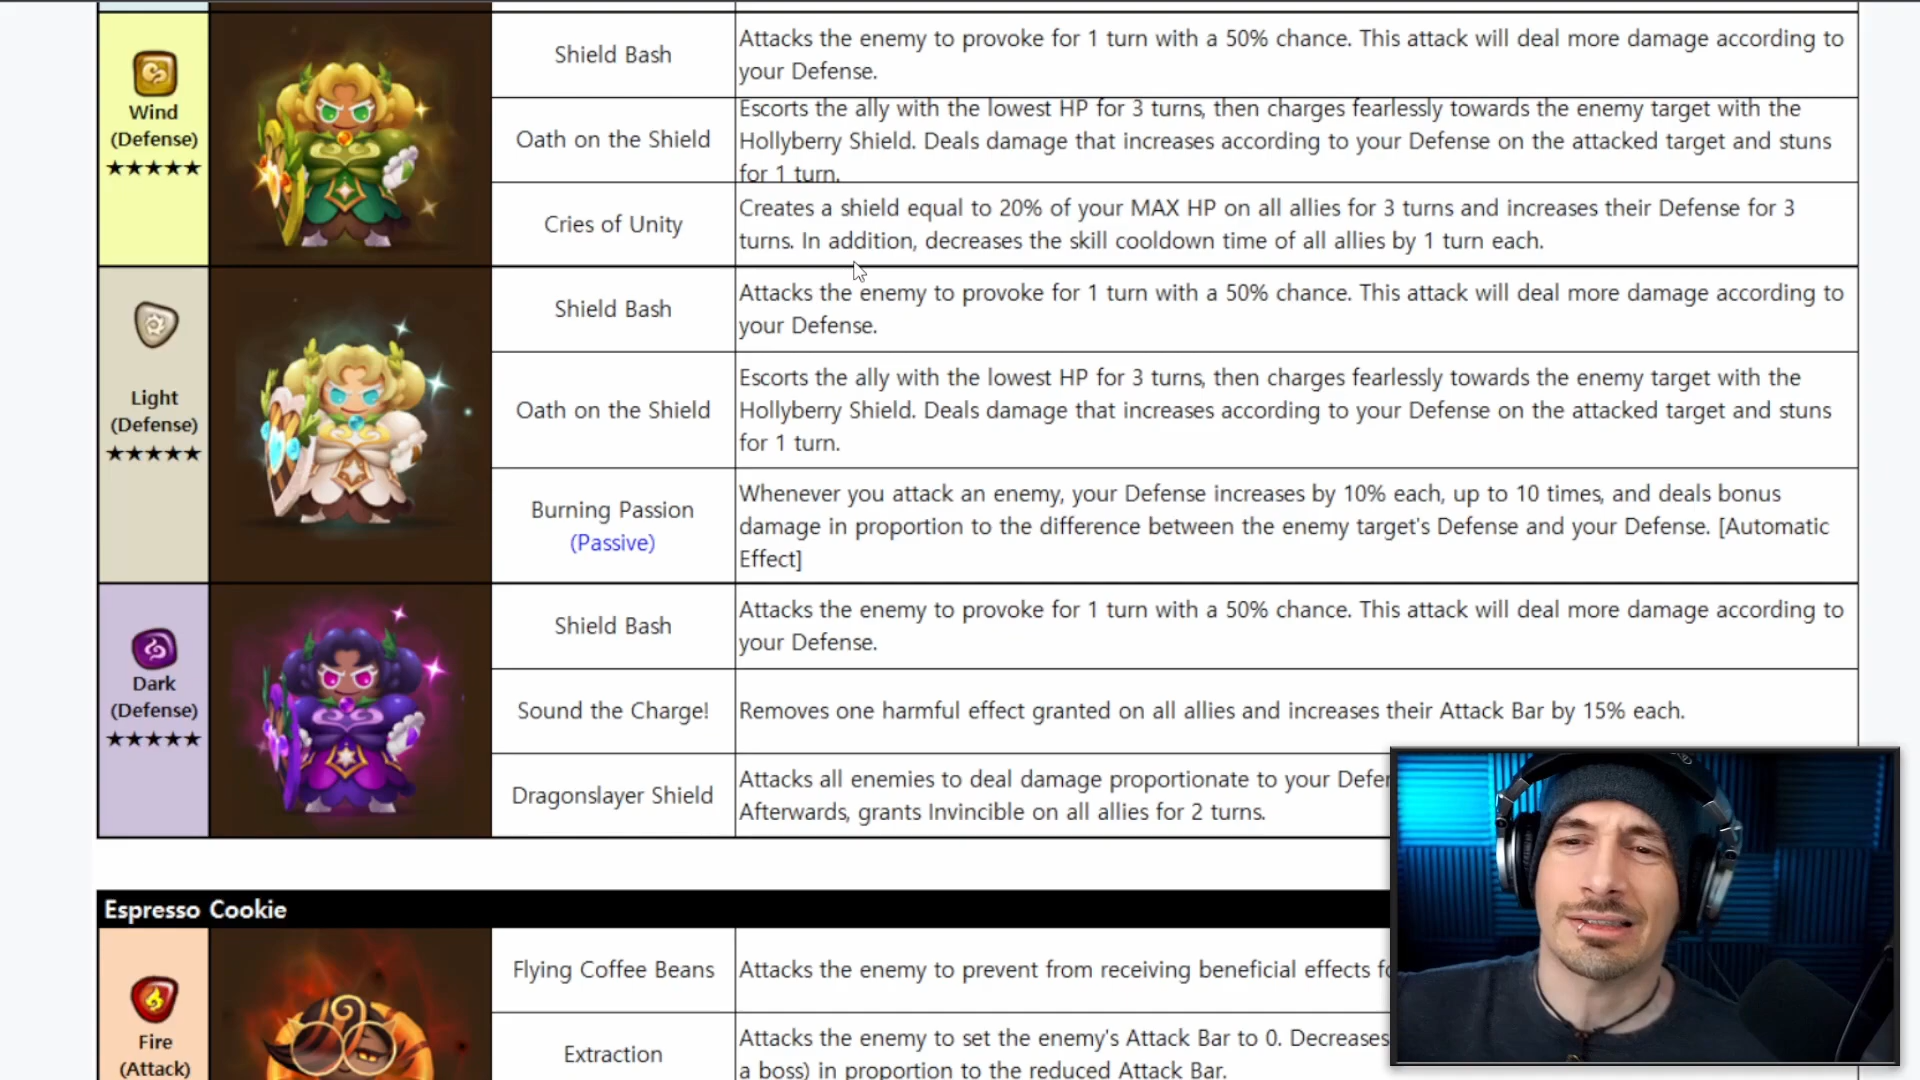 Wind
(Defense)
★★★★★
Shield Bash
Attacks the enemy to provoke for 1 turn with a 50% chance. This attack will deal more damage according to
your Defense.
Oath on the Shield
Escorts the ally with the lowest HP for 3 turns, then charges fearlessly towards the enemy target with the
Hollyberry Shield. Deals damage that increases according to your Defense on the attacked target and stuns
for 1 turn.
Cries of Unity
Creates a shield equal to 20% of your MAX HP on all allies for 3 turns and increases their Defense for 3
turns. In addition, decreases the skill cooldown time of all allies by 1 turn each.
Light
(Defense)
★★★★★
Shield Bash
Attacks the enemy to provoke for 1 turn with a 50% chance. This attack will deal more damage according to
your Defense.
Oath on the Shield
Escorts the ally with the lowest HP for 3 turns, then charges fearlessly towards the enemy target with the
Hollyberry Shield. Deals damage that increases according to your Defense on the attacked target and stuns
for 1 turn.
Burning Passion
(Passive)
Whenever you attack an enemy, your Defense increases by 10% each, up to 10 times, and deals bonus
damage in proportion to the difference between the enemy target's Defense and your Defense. [Automatic
Effect]
Dark
(Defense)
★★★★★
Shield Bash
Attacks the enemy to provoke for 1 turn with a 50% chance. This attack will deal more damage according to
your Defense.
Sound the Charge!
Removes one harmful effect granted on all allies and increases their Attack Bar by 15% each.
Dragonslayer Shield
Attacks all enemies to deal damage proportionate to your
Afterwards, grants Invincible on all allies for 2 turns.
Espresso Cookie
Fire
(Attack)
Flying Coffee Beans
Attacks the enemy to prevent from receiving beneficial effects
Extraction
Attacks the enemy to set the enemy's Attack Bar to 0. Decreases
a boss) in proportion to the reduced Attack Bar.